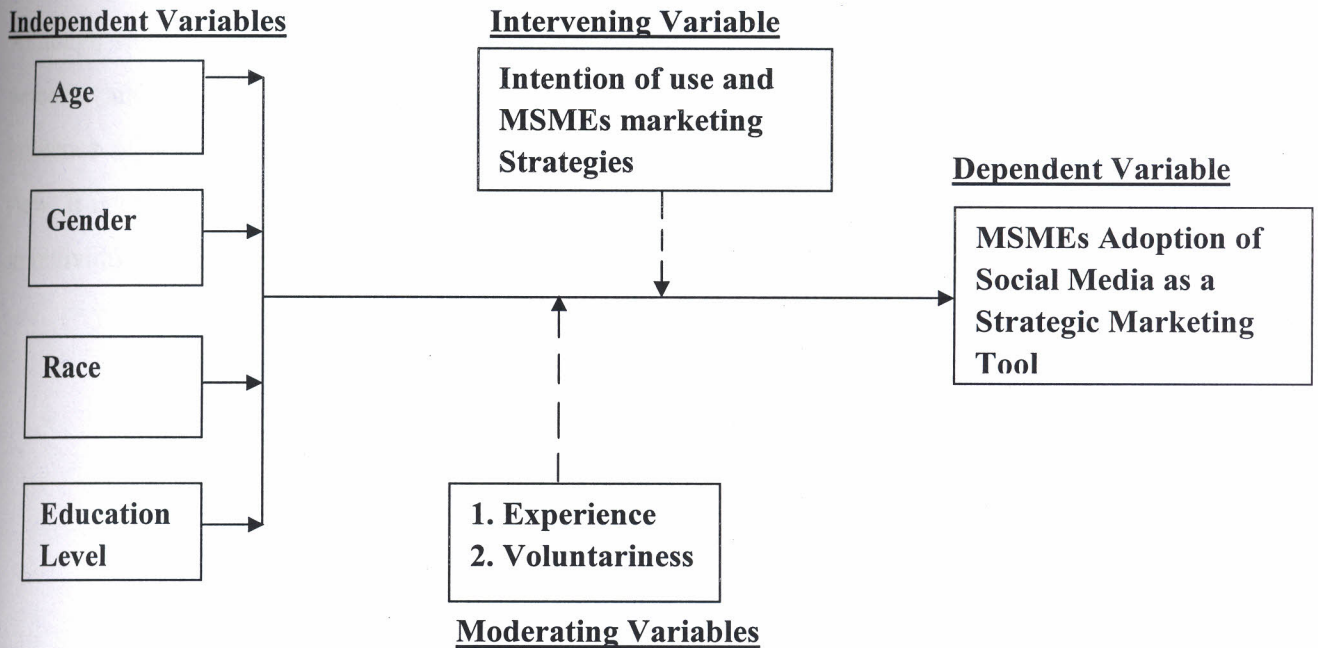 Independent Variables
Age
Gender
Race
Education
Level
Intervening Variable
Intention of use and
MSMEs marketing
Strategies
1. Experience
2. Voluntariness
Moderating Variables
Dependent Variable
MSMEs Adoption of
Social Media as a
Strategic Marketing
Tool